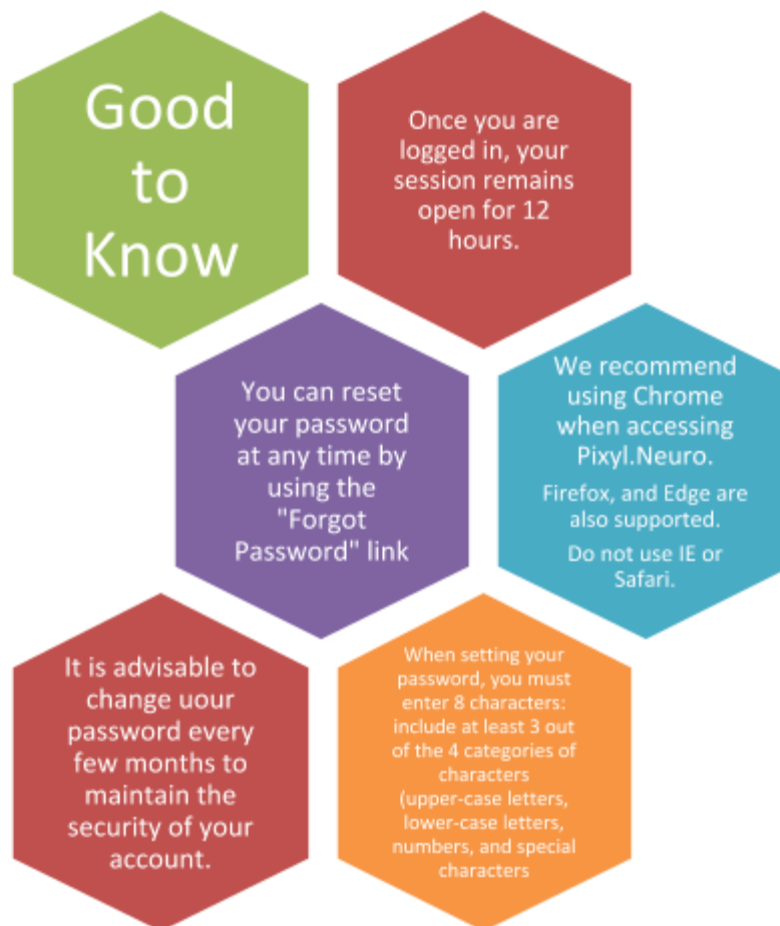 Good
to
Know
Once you are
logged in, your
session remains
open for 12
hours.
You can reset
your password
at any time by
using the
"Forgot
Password" link
We recommend
using Chrome
when accessing
Pixyl.Neuro.
Firefox, and Edge are
also supported.
Do not use IE or
Safari.
It is advisable to
change uour
password every
few months to
maintain the
security of your
account.
When setting your
password, you must
enter 8 characters:
include at least 3 out
of the 4 categories of
characters
(upper-case letters,
lower-case letters,
numbers, and special
characters